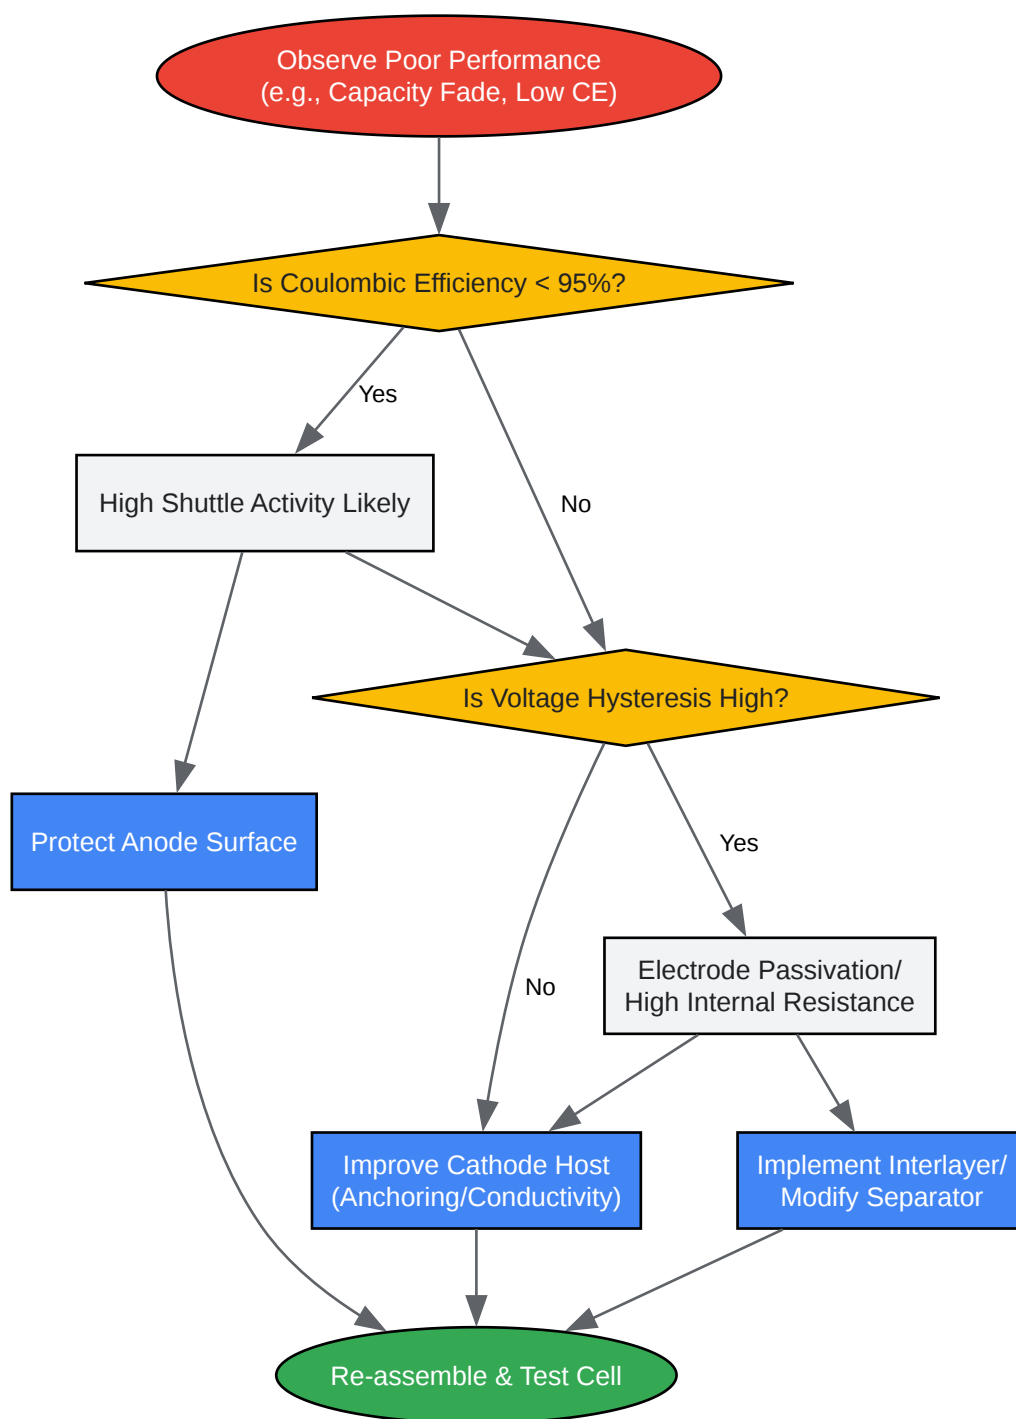 Observe Poor Performance
(e.g., Capacity Fade, Low CE)
Is Coulombic Efficiency < 95%?
Yes
High Shuttle Activity Likely
No
Is Voltage Hysteresis High?
Protect Anode Surface
Yes
Electrode Passivation/
High Internal Resistance
No
Improve Cathode Host
(Anchoring/Conductivity)
Implement Interlayer/
Modify Separator
Re-assemble & Test Cell